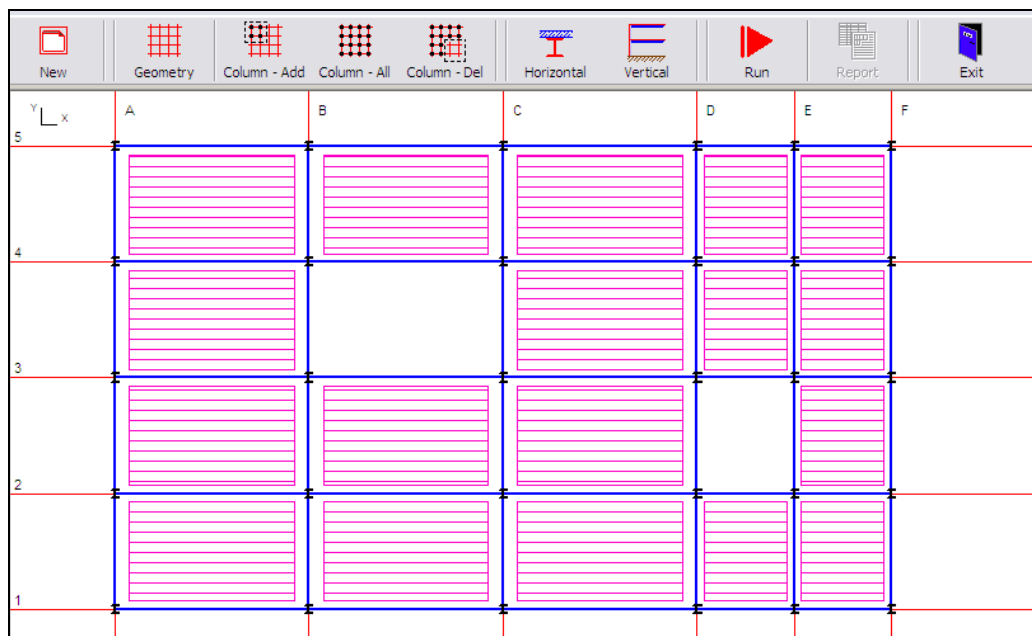 New Geometry Column - Add Column - All Column - Del Horizontal Vertical Run Report Exit
Y X A B C D E F
5
4
3
2
1